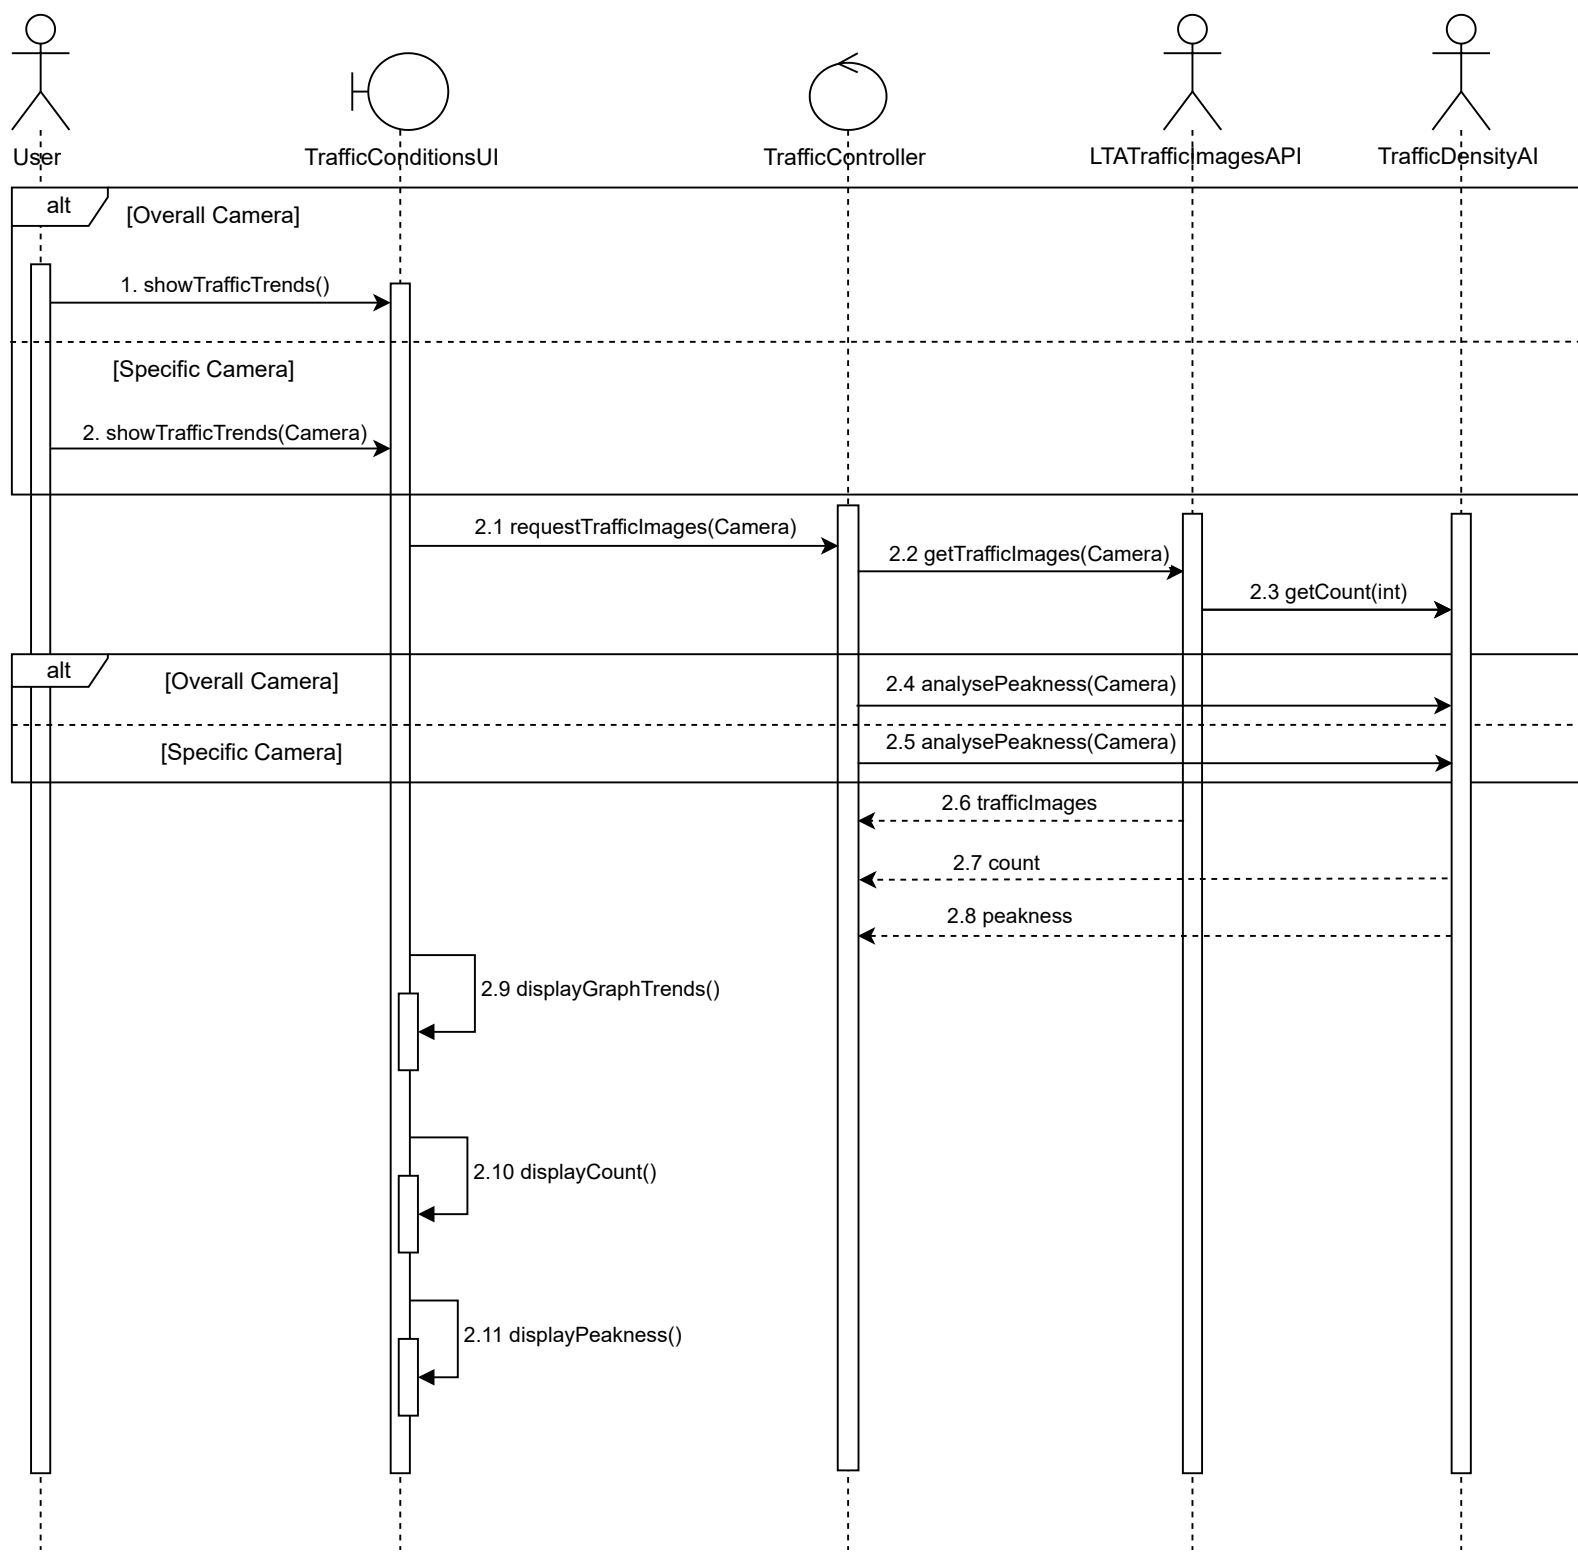 User
TrafficConditionsUI
TrafficController
LTATrafficImagesAPI
TrafficDensityAI
alt
[Overall Camera]
1. showTrafficTrends()
[Specific Camera]
2. showTrafficTrends(Camera)
2.1 requestTrafficImages(Camera)
2.2 getTrafficImages(Camera)
2.3 getCount(int)
alt
[Overall Camera]
2.4 analysePeakness(Camera)
[Specific Camera]
2.5 analysePeakness(Camera)
2.6 trafficImages
2.7 count
2.8 peakness
2.9 displayGraphTrends()
2.10 displayCount()
2.11 displayPeakness()